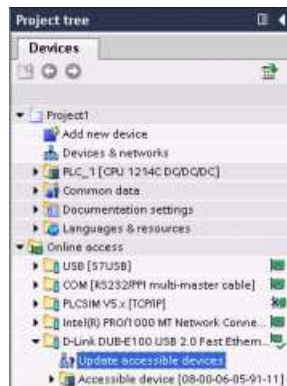 Project tree
Devices
Project1
Add new device
Devices & networks
PLC_1 [CPU 1214C DC/DC/DC]
Common data
Documentation settings
Languages & resources
Online access
USB [S7USB]
COM [RS232/PPI multi-master cable]
PLCSIM V5.x [TCP/IP]
Intel(R) PRO/1000 MT Network Conne...
D-Link DUB-E100 USB 2.0 Fast Ethern...
Update accessible devices
Accessible device [08-00-06-05-91-11]